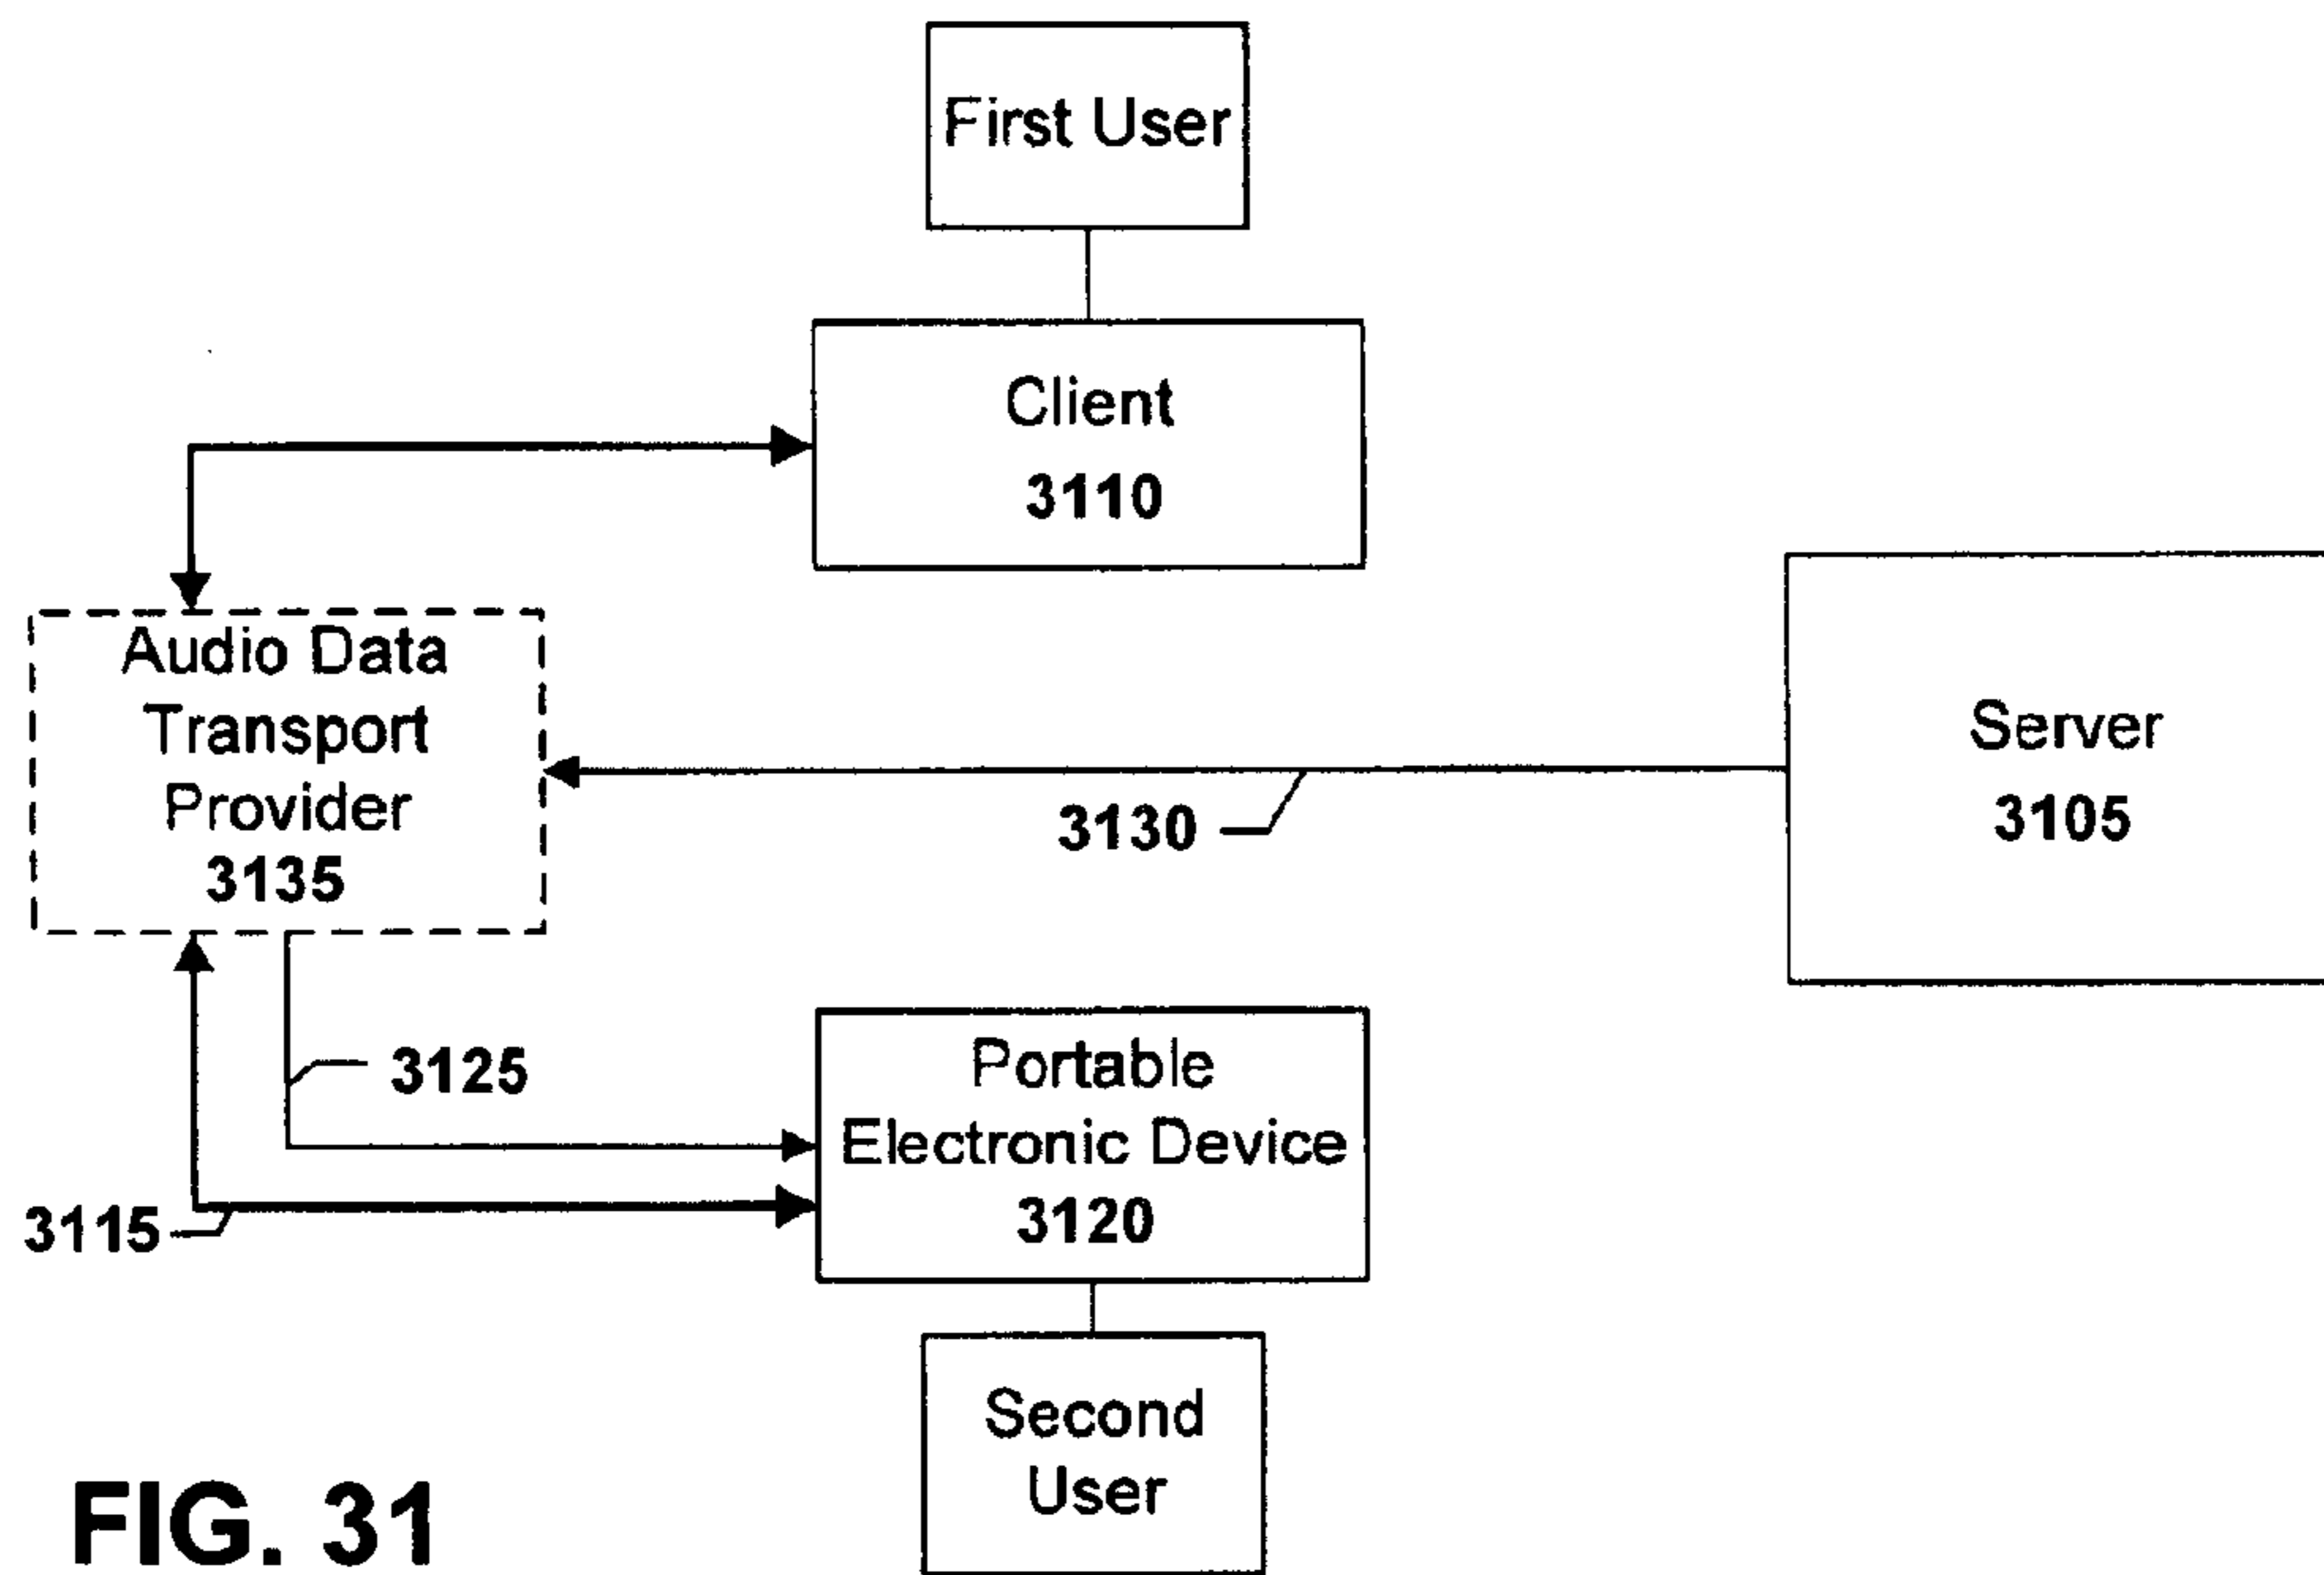 First User
Client
3110
Audio Data
Transport
Provider
3135
Server
3105
3130
3125
3115
Portable
Electronic Device
3120
Second
User
FIG. 31